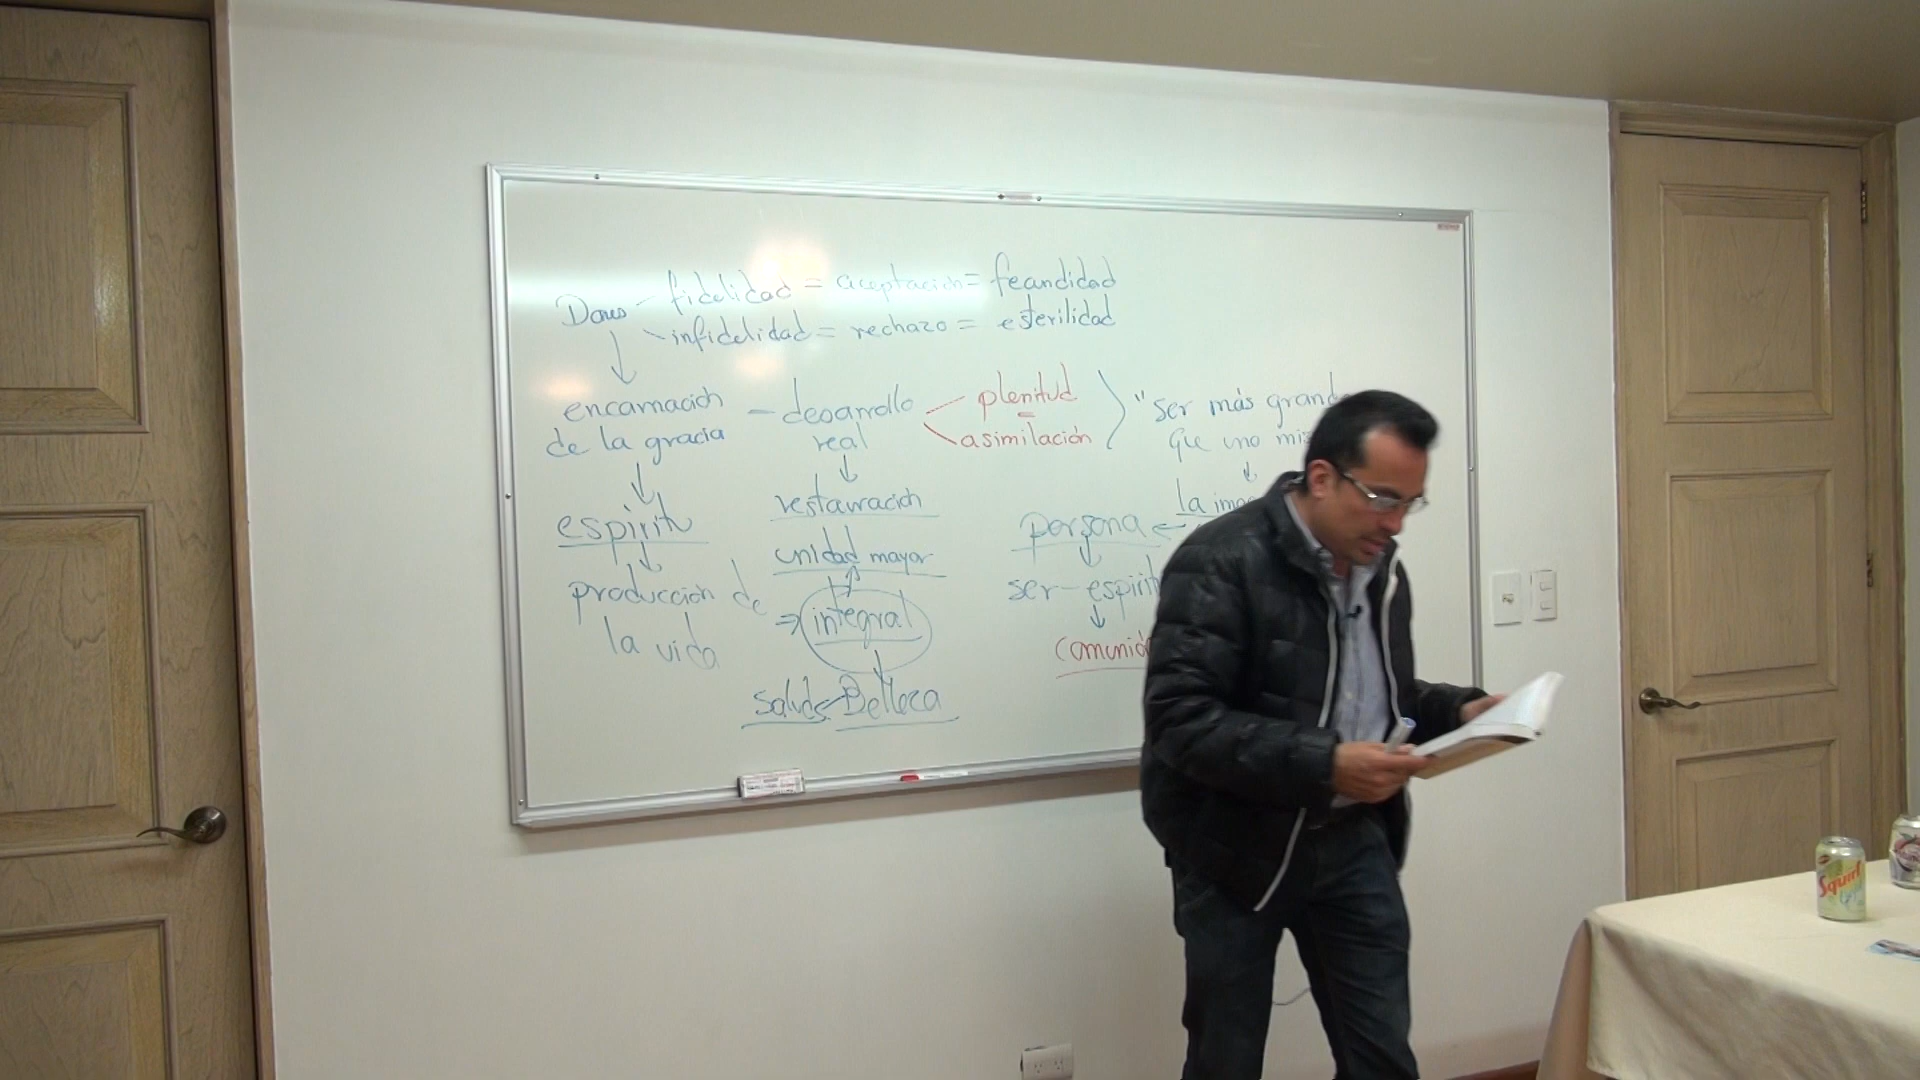 Dones
fidelidad = aceptación = fecundidad
infidelidad = rechazo = esterilidad
encarnación
de la gracia
espíritu
producción de
la vida
desarrollo
real
restauración
unidad mayor
⇒ integral
salud Belleza
plenitud
=
asimilación
"ser más grand
que uno mis
la ima
persona
ser-espírit
comunid
Squirt